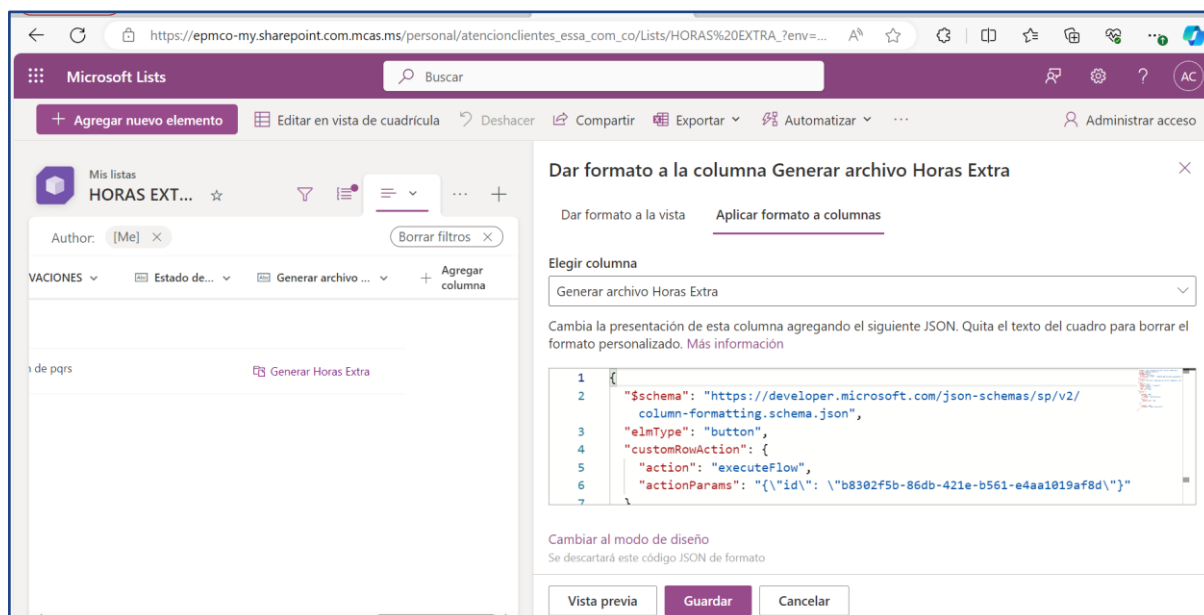 https://epmco-my.sharepoint.com.mcas.ms/personal/atencionclientes_essa_com_co/Lists/HORAS%20EXTRA_?env=...
Microsoft Lists
Buscar
AC
Agregar nuevo elemento
Editar en vista de cuadrícula
Deshacer
Compartir
Exportar
Automatizar
...
Administrar acceso
Mis listas
HORAS EXT...
Author: [Me]
Borrar filtros
VACIONES
Estado de...
Generar archivo ...
Agregar
columna
de pqrs
Generar Horas Extra
Dar formato a la columna Generar archivo Horas Extra
Dar formato a la vista
Aplicar formato a columnas
Elegir columna
Generar archivo Horas Extra
Cambia la presentación de esta columna agregando el siguiente JSON. Quita el texto del cuadro para borrar el
formato personalizado. Más información
1 {
2 "$schema": "https://developer.microsoft.com/json-schemas/sp/v2/
column-formatting.schema.json",
3 "elmType": "button",
4 "customRowAction": {
5 "action": "executeFlow",
6 "actionParams": "{\"id\": \"b8302f5b-86db-421e-b561-e4aa1019af8d\"}"
7 }
Cambiar al modo de diseño
Se descartará este código JSON de formato
Vista previa
Guardar
Cancelar